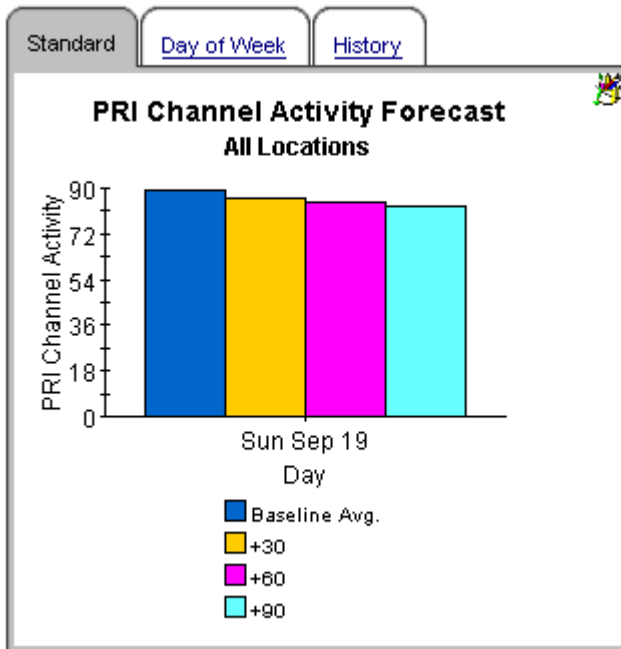 Standard
Day of Week
History
PRI Channel Activity Forecast
All Locations
PRI Channel Activity
90
72
54
36
18
0
Sun Sep 19
Day
Baseline Avg.
+30
+60
+90